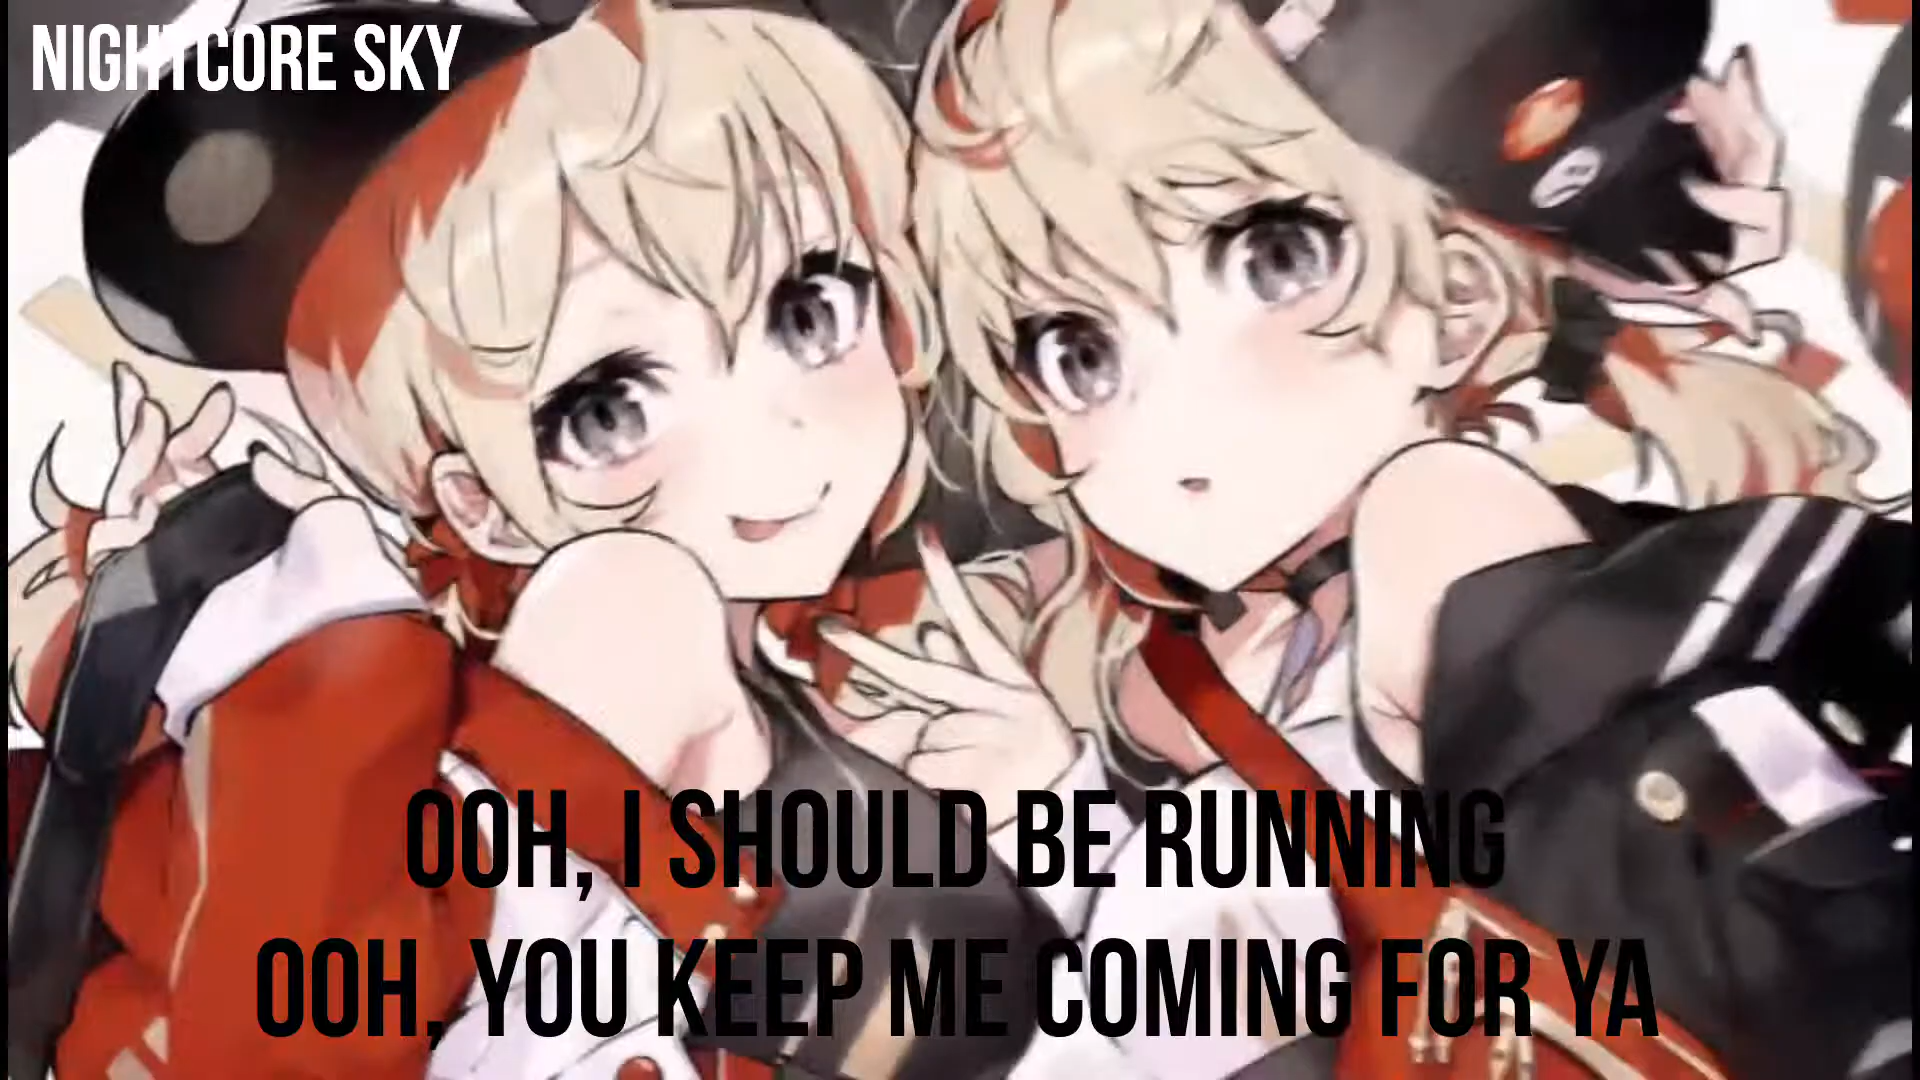 NIGHTCORE SKY
OOH, I SHOULD BE RUNNING
OOH, YOU KEEP ME COMING FOR YA